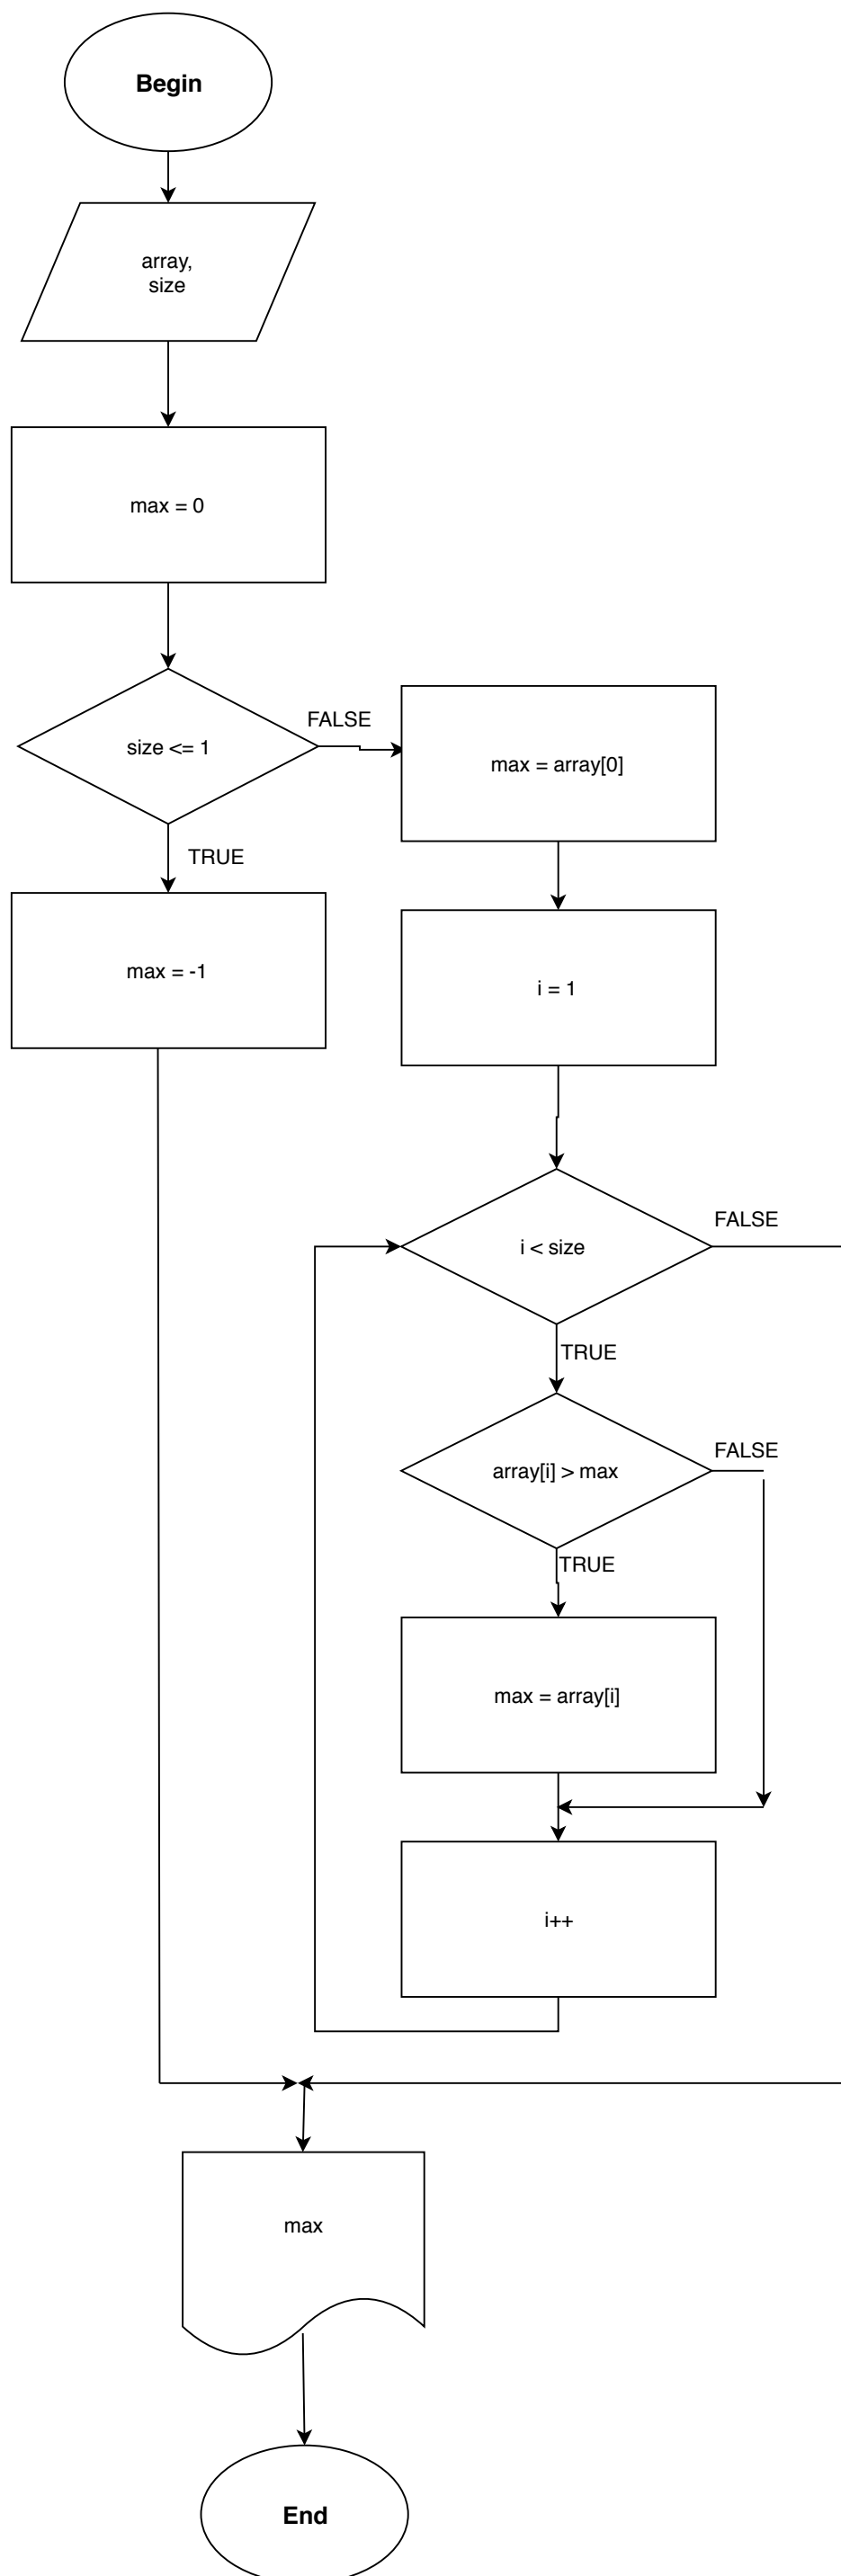 Begin
array,
size
max = 0
size <= 1
FALSE
max = array[0]
TRUE
max = -1
i = 1
i < size
FALSE
TRUE
array[i] > max
FALSE
TRUE
max = array[i]
i++
max
End